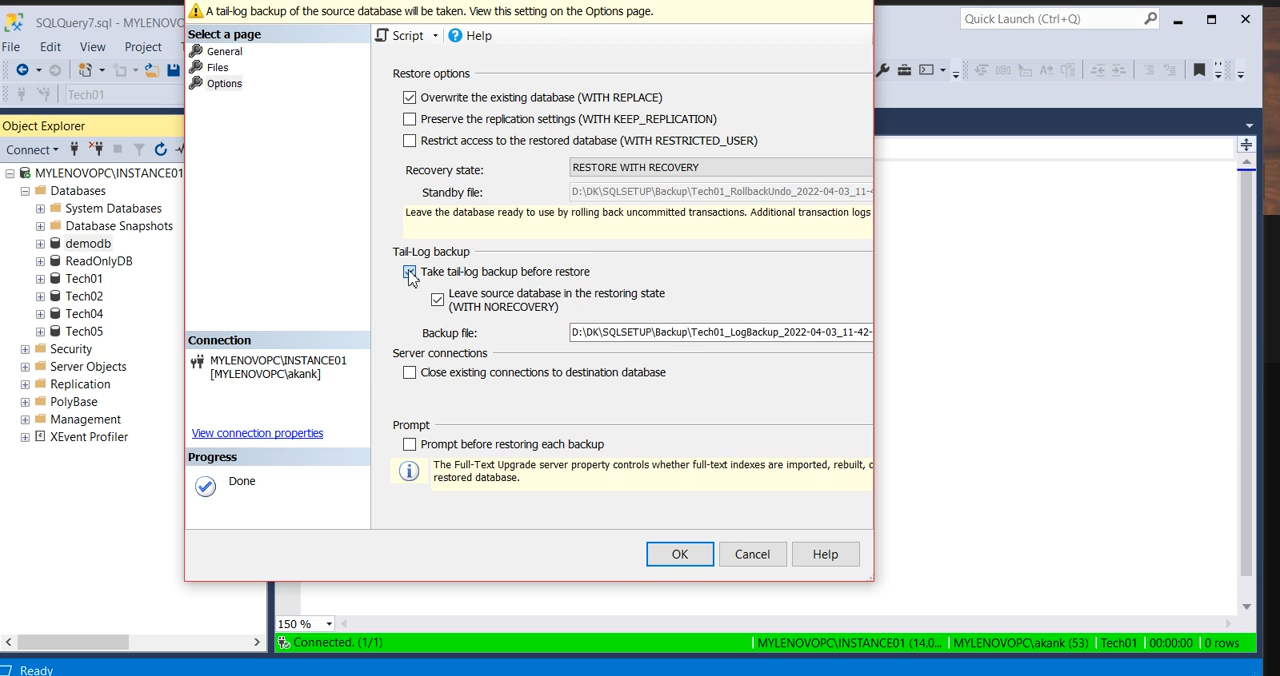 A tail-log backup of the source database will be taken. View this setting on the Options page.
SQLQuery7.sql - MYLENOVO
Quick Launch (Ctrl+Q)
File Edit View Project
Tech01
Select a page
General
Files
Options
Script
Help
Object Explorer
Connect
MYLENOVOPC\INSTANCE01
Databases
System Databases
Database Snapshots
demodb
ReadOnlyDB
Tech01
Tech02
Tech04
Tech05
Security
Server Objects
Replication
PolyBase
Management
XEvent Profiler
Restore options
Overwrite the existing database (WITH REPLACE)
Preserve the replication settings (WITH KEEP_REPLICATION)
Restrict access to the restored database (WITH RESTRICTED_USER)
Recovery state: RESTORE WITH RECOVERY
Standby file: D:\DK\SQLSETUP\Backup\Tech01_RollbackUndo_2022-04-03_11-4
Leave the database ready to use by rolling back uncommitted transactions. Additional transaction logs
Tail-Log backup
Take tail-log backup before restore
Leave source database in the restoring state
(WITH NORECOVERY)
Backup file: D:\DK\SQLSETUP\Backup\Tech01_LogBackup_2022-04-03_11-42-
Server connections
Close existing connections to destination database
Prompt
Prompt before restoring each backup
The Full-Text Upgrade server property controls whether full-text indexes are imported, rebuilt,
restored database.
Connection
MYLENOVOPC\INSTANCE01
[MYLENOVOPC\akank]
View connection properties
Progress
Done
OK Cancel Help
150 %
Connected. (1/1)
MYLENOVOPC\INSTANCE01 (14.0... MYLENOVOPC\akank (53) Tech01 00:00:00 0 rows
Ready